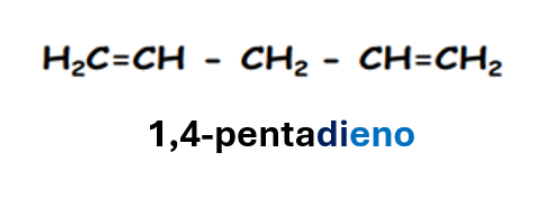 H₂C=CH - CH₂ - CH=CH₂
1,4-pentadieno